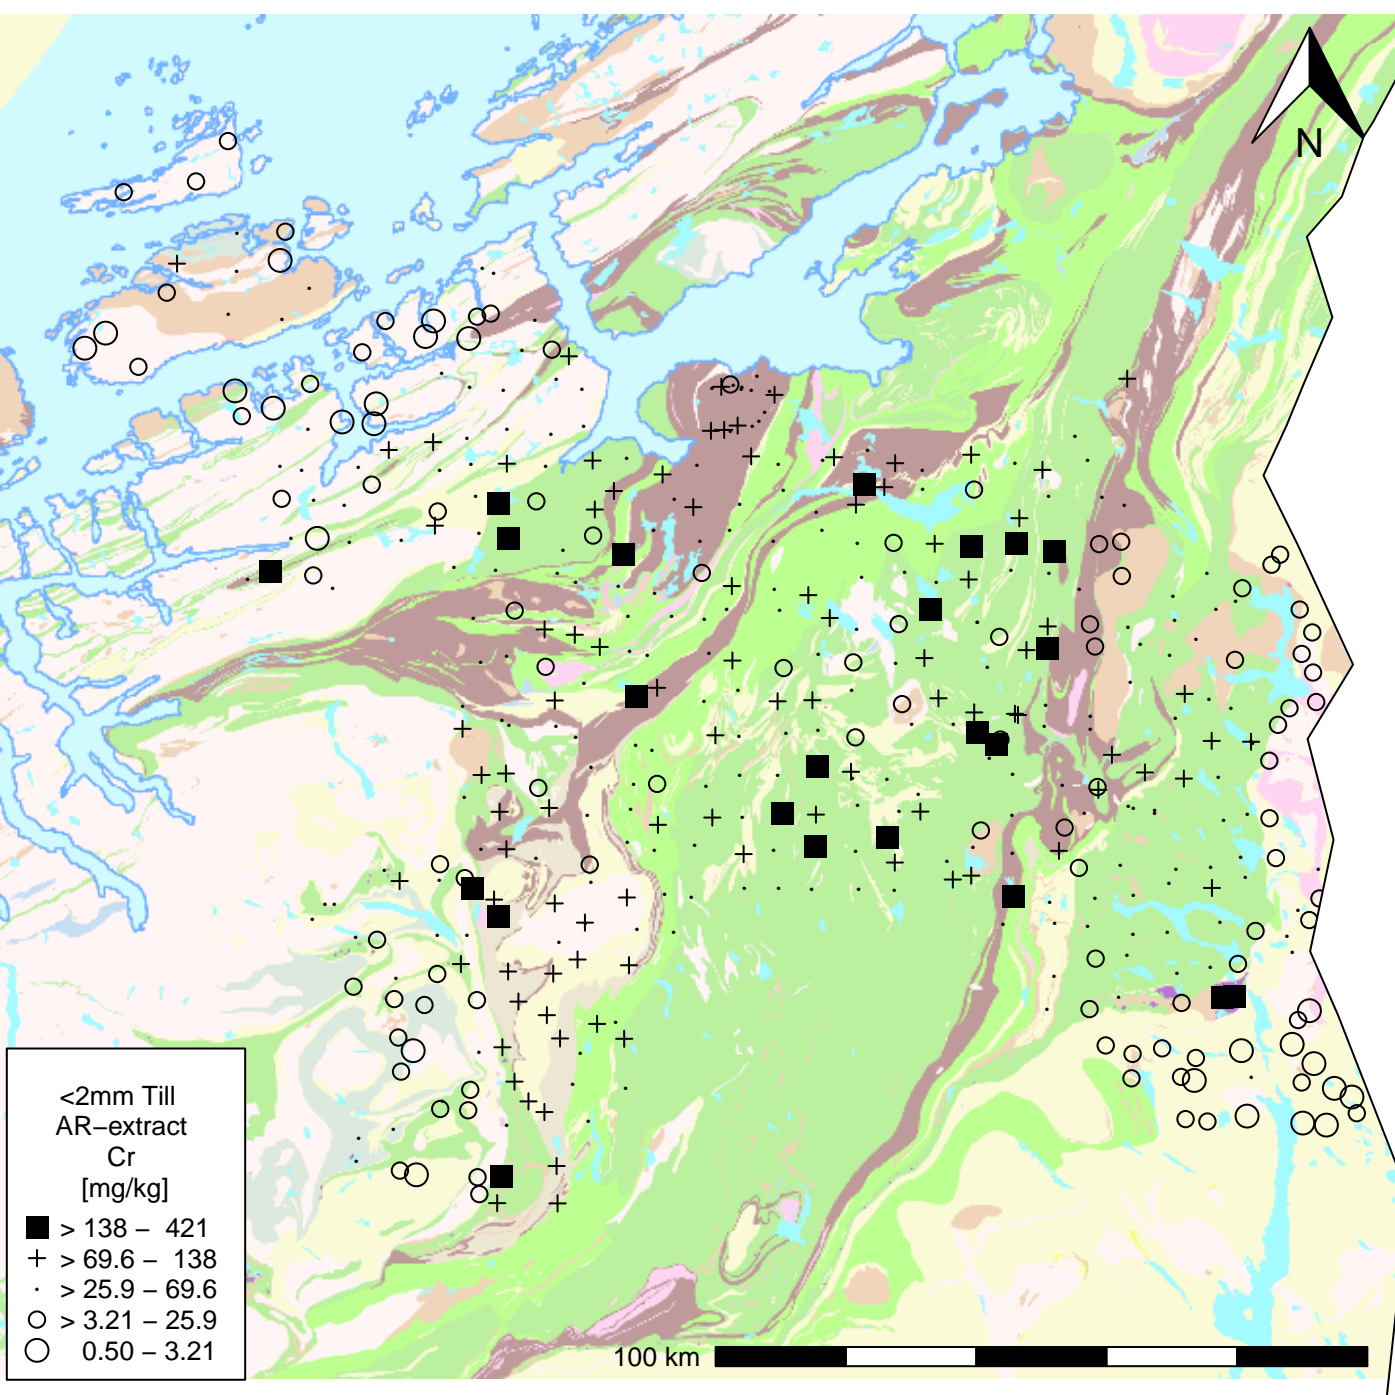 N
<2mm Till
AR−extract
Cr
[mg/kg]
> 138 − 421
> 69.6 − 138
> 25.9 − 69.6
> 3.21 − 25.9
0.50 − 3.21
100 km